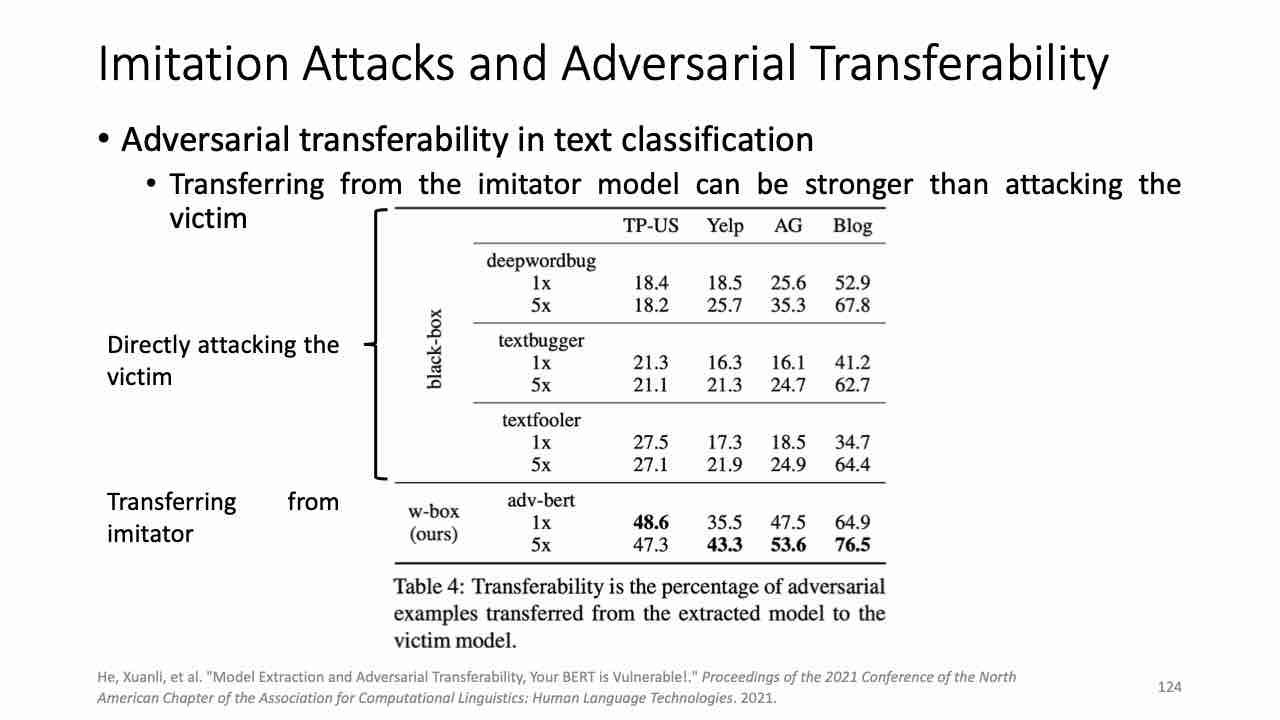 Imitation Attacks and Adversarial Transferability
• Adversarial transferability in text classification
• Transferring from the imitator model can be stronger than attacking the
victim
TP-US Yelp AG Blog
deepwordbug
1x 18.4 18.5 25.6 52.9
5x 18.2 25.7 35.3 67.8
black-box
Directly attacking the
victim
textbugger
1x 21.3 16.3 16.1 41.2
5x 21.1 21.3 24.7 62.7
textfooler
1x 27.5 17.3 18.5 34.7
5x 27.1 21.9 24.9 64.4
Transferring from
imitator
w-box
(ours)
adv-bert
1x 48.6 35.5 47.5 64.9
5x 47.3 43.3 53.6 76.5
Table 4: Transferability is the percentage of adversarial
examples transferred from the extracted model to the
victim model.
He, Xuanli, et al. "Model Extraction and Adversarial Transferability, Your BERT is Vulnerable!." Proceedings of the 2021 Conference of the North
American Chapter of the Association for Computational Linguistics: Human Language Technologies. 2021.
124